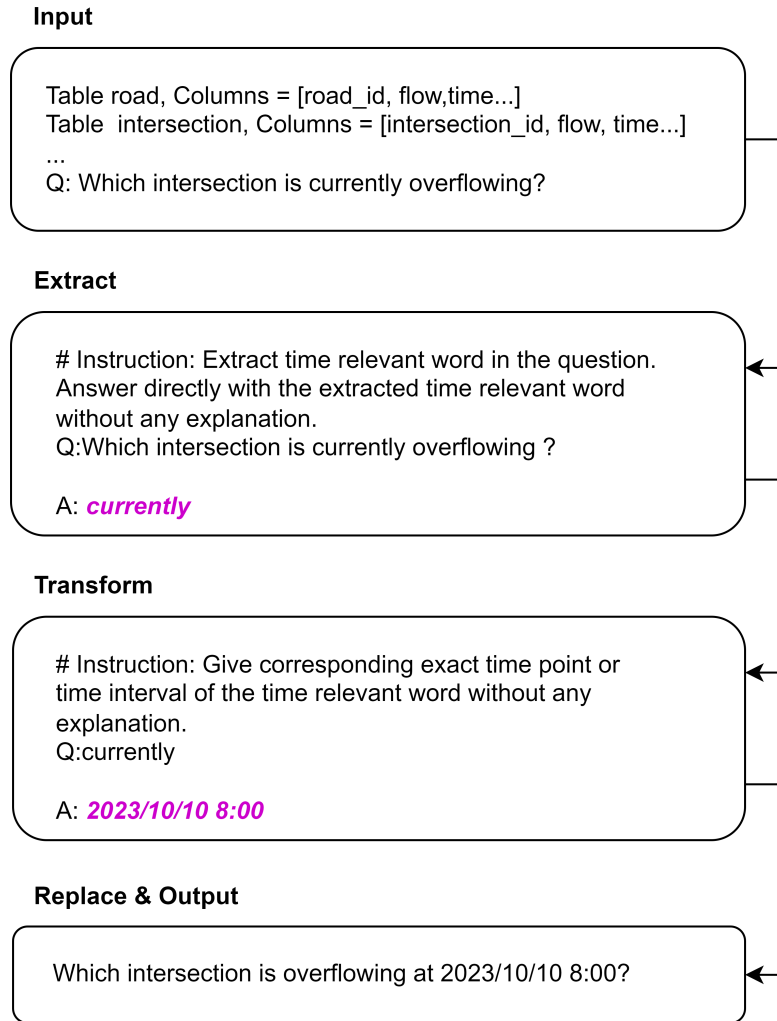 Input
Table road, Columns = [road_id, flow,time...]
Table  intersection, Columns = [intersection_id, flow, time...]
...
Q: Which intersection is currently overflowing?
Extract
# Instruction: Extract time relevant word in the question.
Answer directly with the extracted time relevant word
without any explanation.
Q:Which intersection is currently overflowing ?
A: currently
Transform
# Instruction: Give corresponding exact time point or
time interval of the time relevant word without any
explanation.
Q:currently
A: 2023/10/10 8:00
Replace & Output
Which intersection is overflowing at 2023/10/10 8:00?